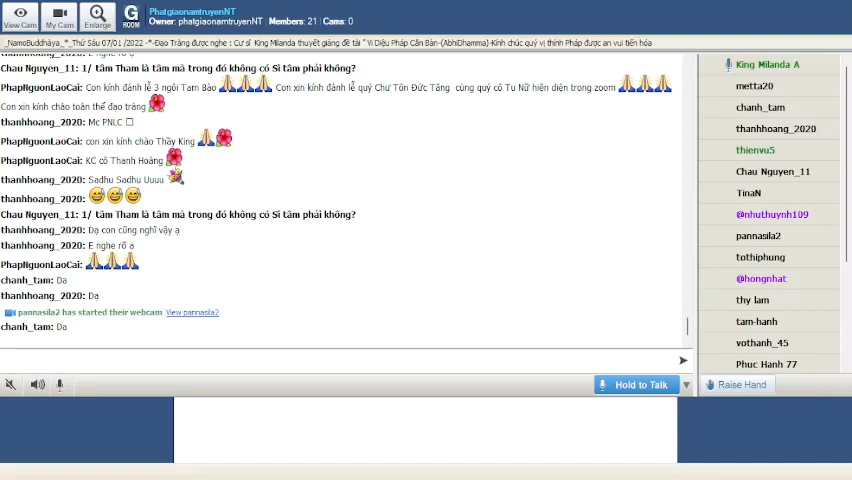 PhatgiaonamtruyenNT
Owner: phatgiaonamtruyenNT Members: 21 | Cams: 0
View Cam My Cam Enlarge G ROOM
_NamoBuddhàya_*_Thứ Sáu 07/01 /2022 -*-Đạo Tràng được nghe : Cư sĩ King Milanda thuyết giảng đề tài " Vi Diệu Pháp Căn Bản-(AbhiDhamma)-Kính chúc quý vị thính Pháp được an vui tiến hóa
Chau Nguyen_11: 1/ tâm Tham là tâm mà trong đó không có Si tâm phải không?
PhapNguonLaoCai: Con kính đảnh lễ 3 ngôi Tam Bảo Con xin kính đảnh lễ quý Chư Tôn Đức Tăng cùng quý cô Tu Nữ hiện diện trong zoom
Con xin kính chào toàn thể đạo tràng
thanhhoang_2020: Mc PNLC
PhapNguonLaoCai: con xin kính chào Thầy King
PhapNguonLaoCai: KC cô Thanh Hoàng
thanhhoang_2020: Sadhu Sadhu Uuuu
thanhhoang_2020:
Chau Nguyen_11: 1/ tâm Tham là tâm mà trong đó không có Si tâm phải không?
thanhhoang_2020: Dạ con cũng nghĩ vậy ạ
thanhhoang_2020: E nghe rõ a
PhapNguonLaoCai:
chanh_tam: Da
thanhhoang_2020: Dạ
pannasila2 has started their webcam View pannasila2
chanh_tam: Da
Hold to Talk
King Milanda A
metta20
chanh_tam
thanhhoang_2020
thienvu5
Chau Nguyen_11
TinaN
@nhuthuynh109
pannasila2
tothiphung
@hongnhat
thy lam
tam-hanh
vothanh_45
Phuc Hanh 77
Raise Hand